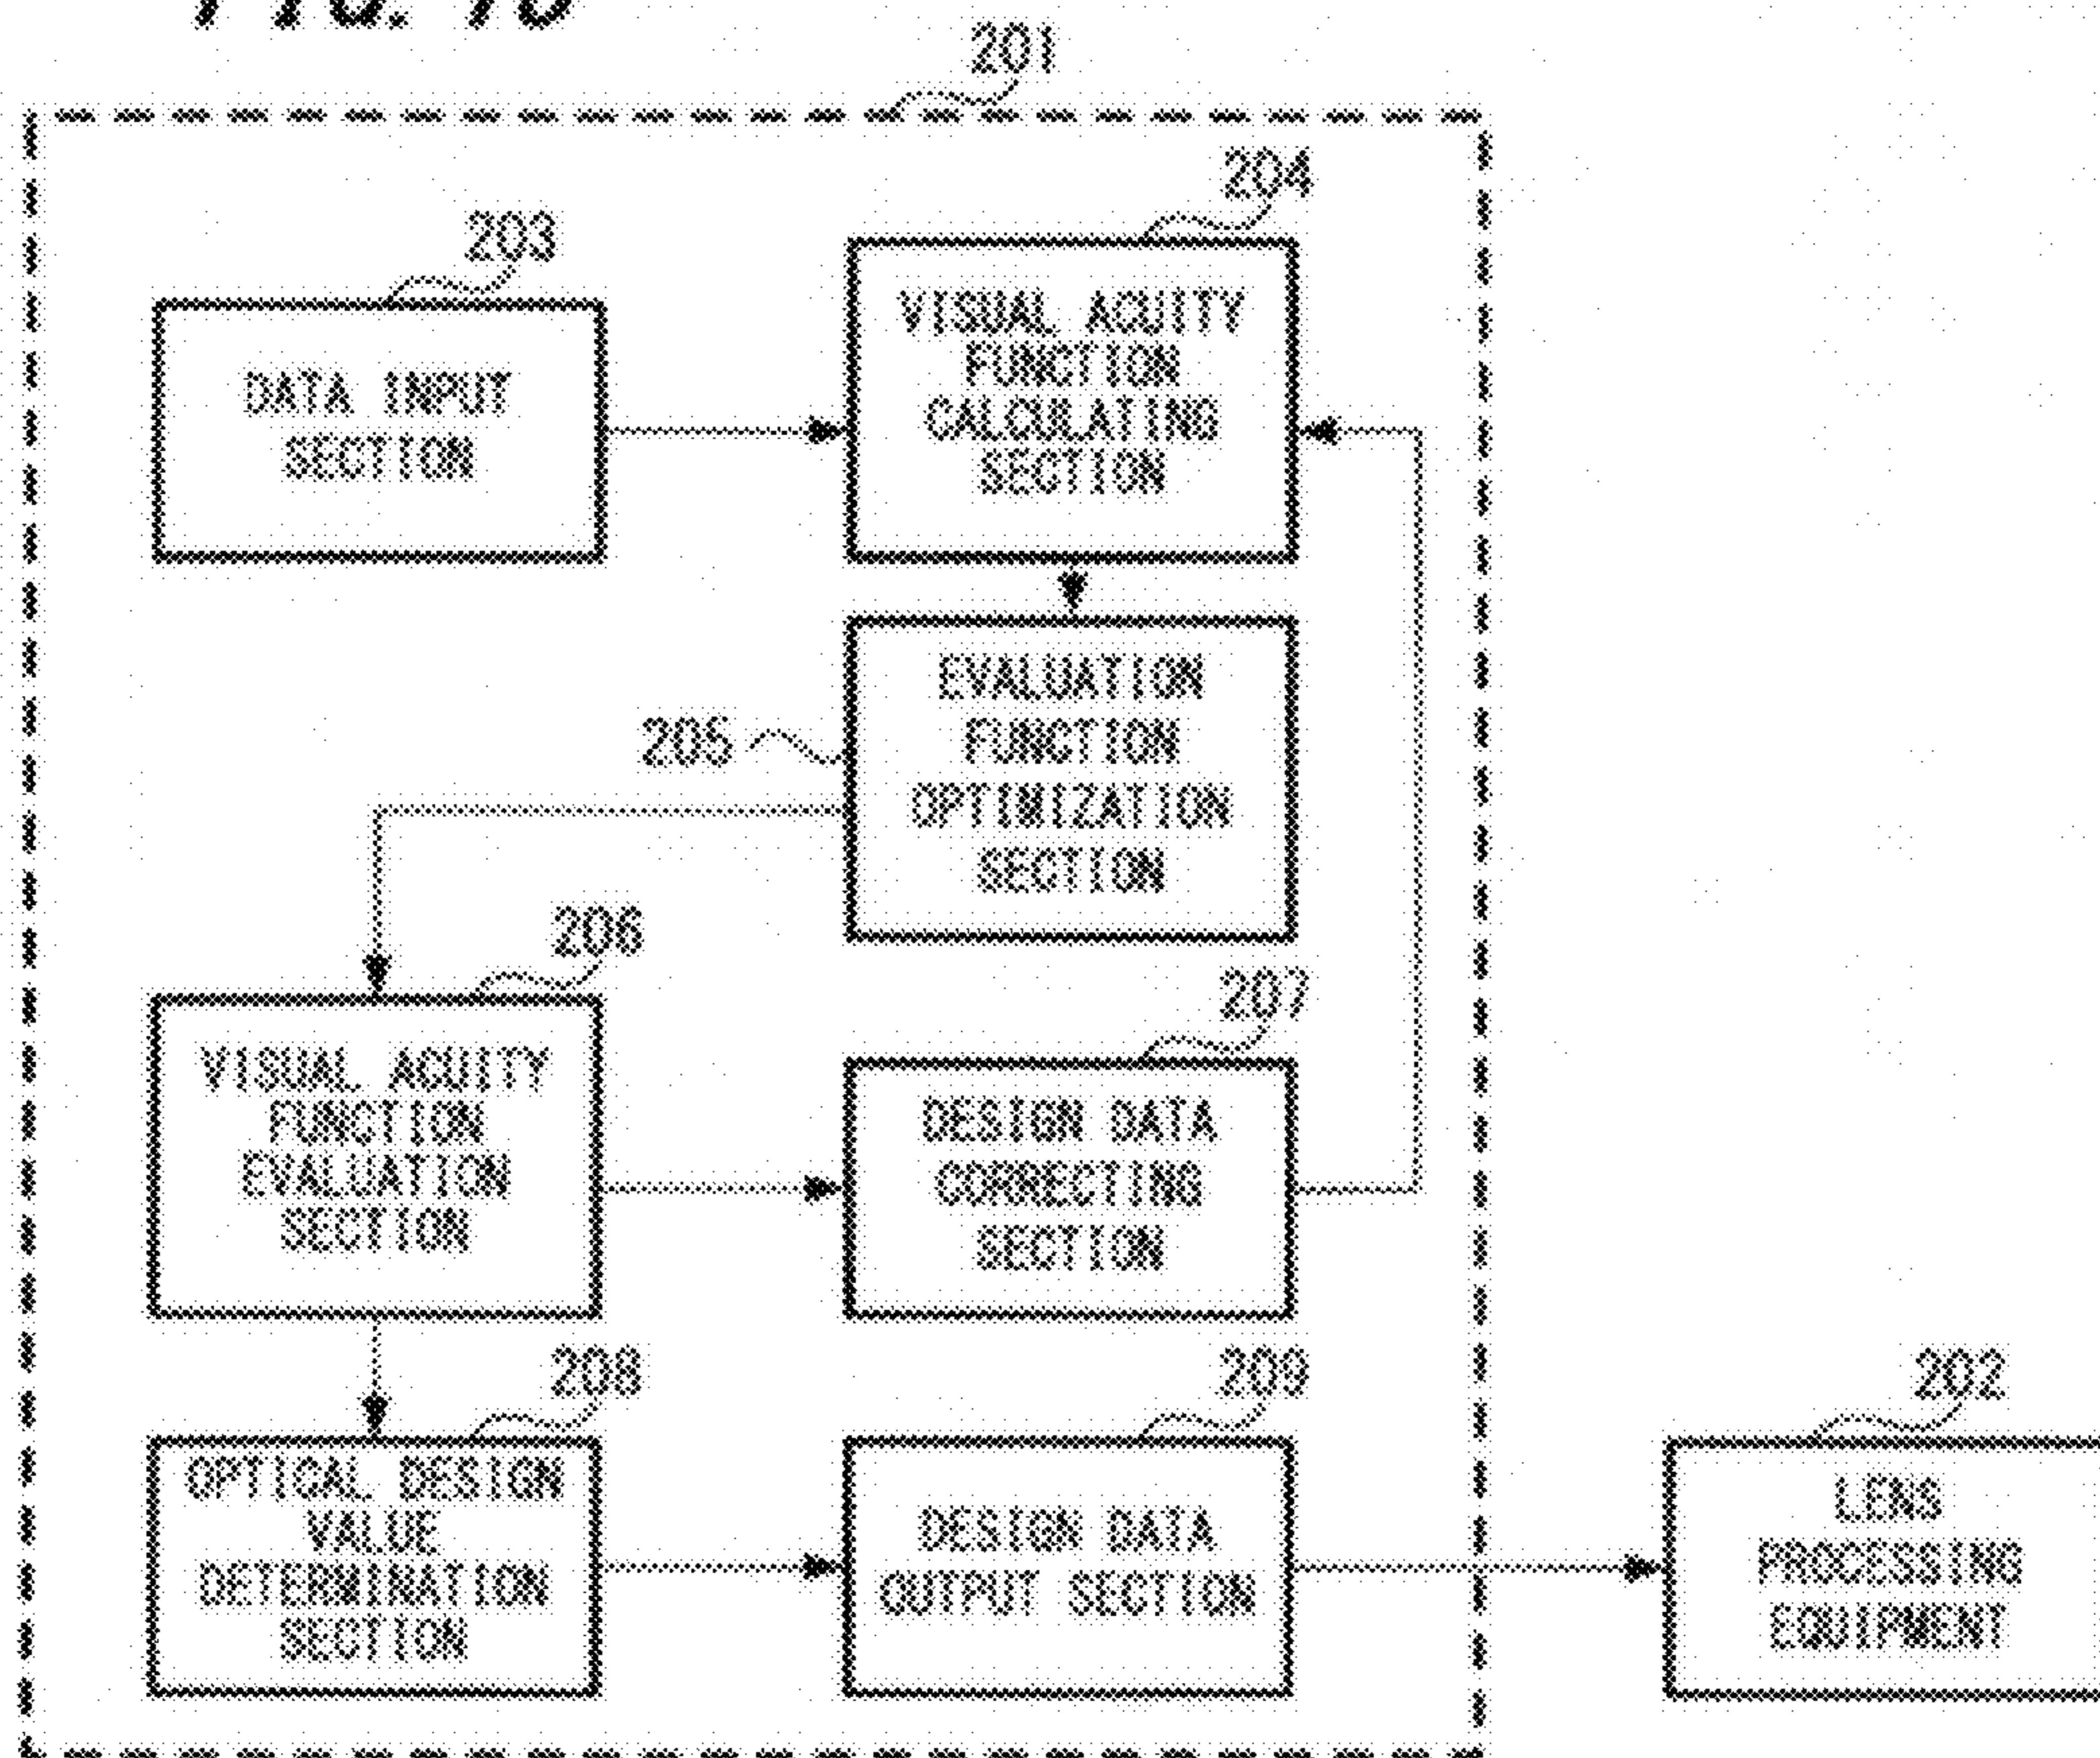 201
204
203
VISUAL ACUITY
FUNCTION
CALCULATING
SECTION
DATA INPUT
SECTION
EVALUATION
FUNCTION
OPTIMIZATION
SECTION
205
206
207
VISUAL ACUITY
FUNCTION
EVALUATION
SECTION
DESIGN DATA
CORRECTING
SECTION
208
209
202
OPTICAL DESIGN
VALUE
DETERMINATION
SECTION
DESIGN DATA
OUTPUT SECTION
LENS
PROCESSING
EQUIPMENT